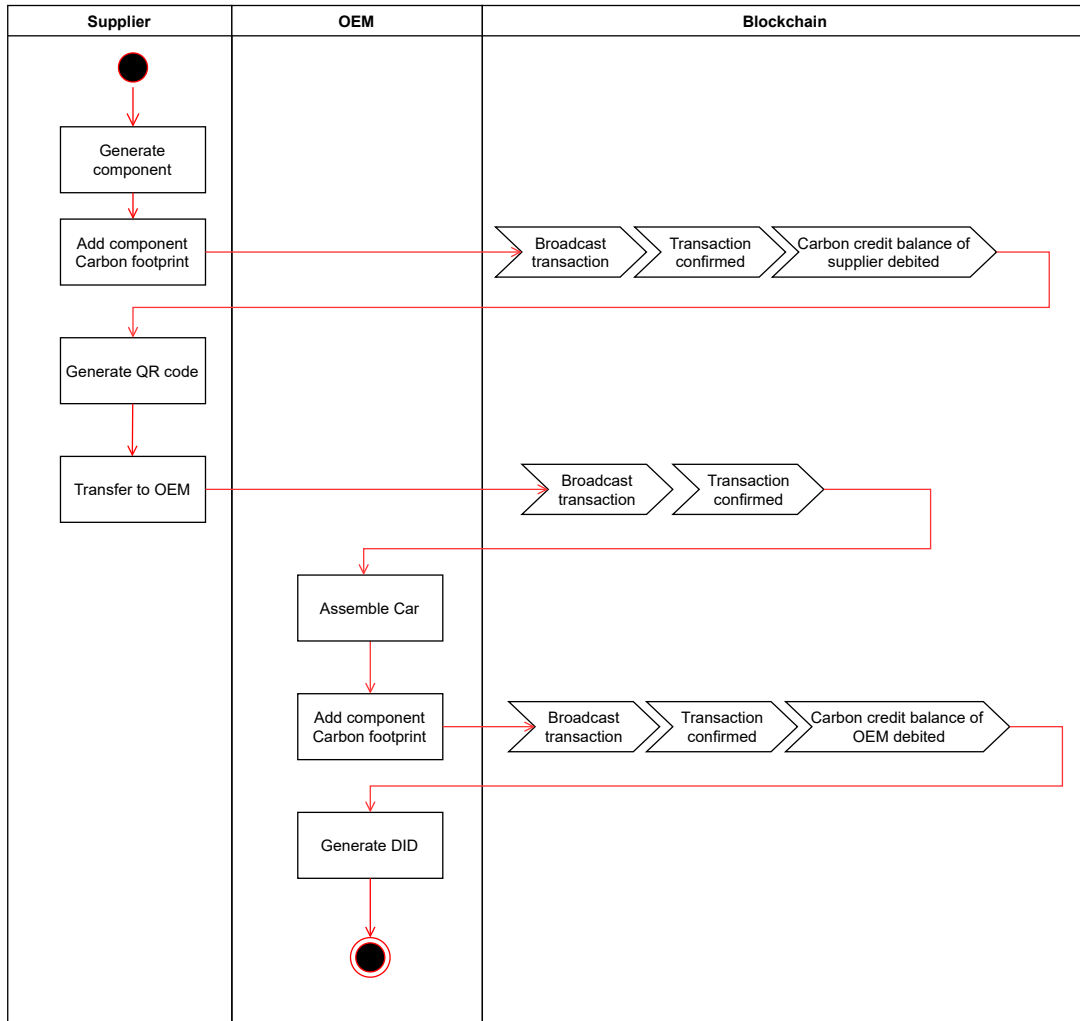 Supplier
OEM
Blockchain
Generate
component
Add component
Carbon footprint
Broadcast
transaction
Transaction
confirmed
Carbon credit balance of
supplier debited
Generate QR code
Transfer to OEM
Broadcast
transaction
Transaction
confirmed
Assemble Car
Add component
Carbon footprint
Broadcast
transaction
Transaction
confirmed
Carbon credit balance of
OEM debited
Generate DID